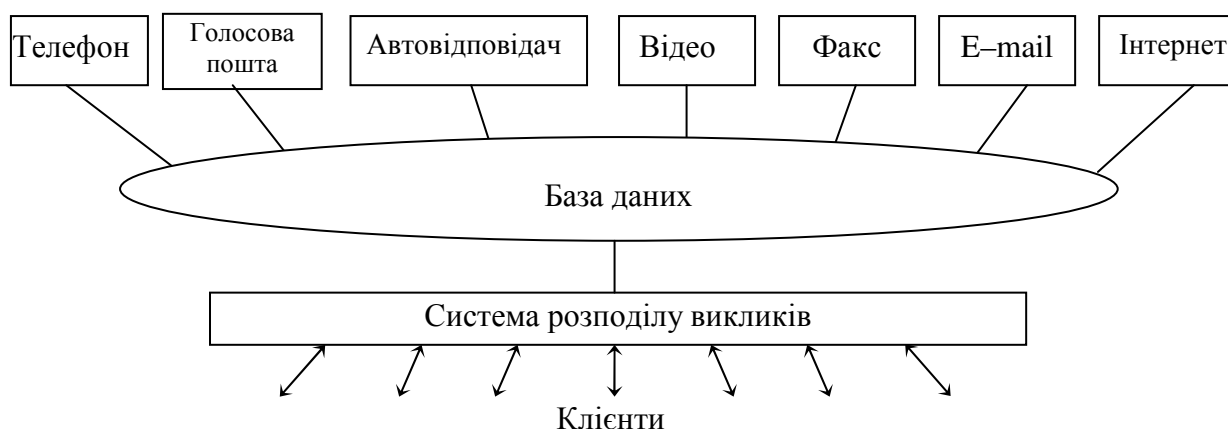 Телефон
Голосова
пошта
Автовідповідач
Відео
Факс
E–mail
Інтернет
База даних
Система розподілу викликів
Клієнти